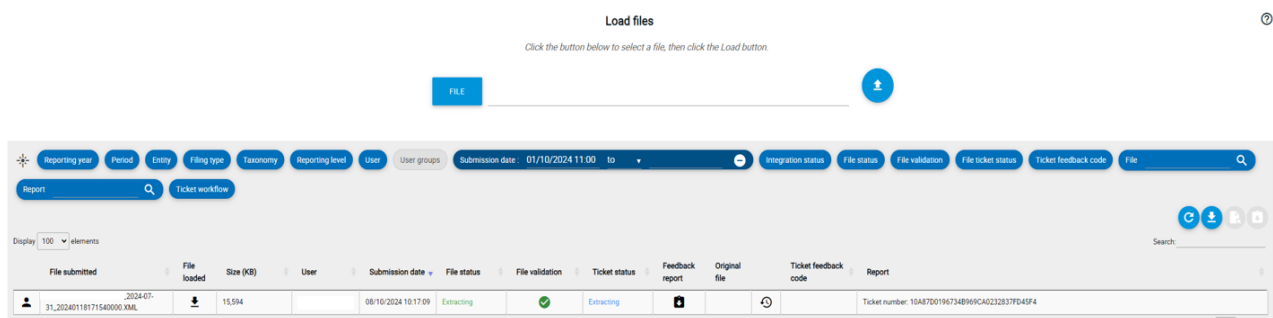 Load files
Click the button below to select a file, then click the Load button.
FILE
Reporting year Period Entity Filing type Taxonomy Reporting level User User groups Submission date : 01/10/2024 11:00 to Integration status File status File validation File ticket status Ticket feedback code File
Report Ticket workflow
Display 100 elements
Search:
File submitted File loaded Size (KB) User Submission date File status File validation Ticket status Feedback report Original file Ticket feedback code Report
_2024-07-
31_20240118171540000.XML 15,594 08/10/2024 10:17:09 Extracting Extracting Ticket number: 10A87D0196734B969CA0232837FD45F4